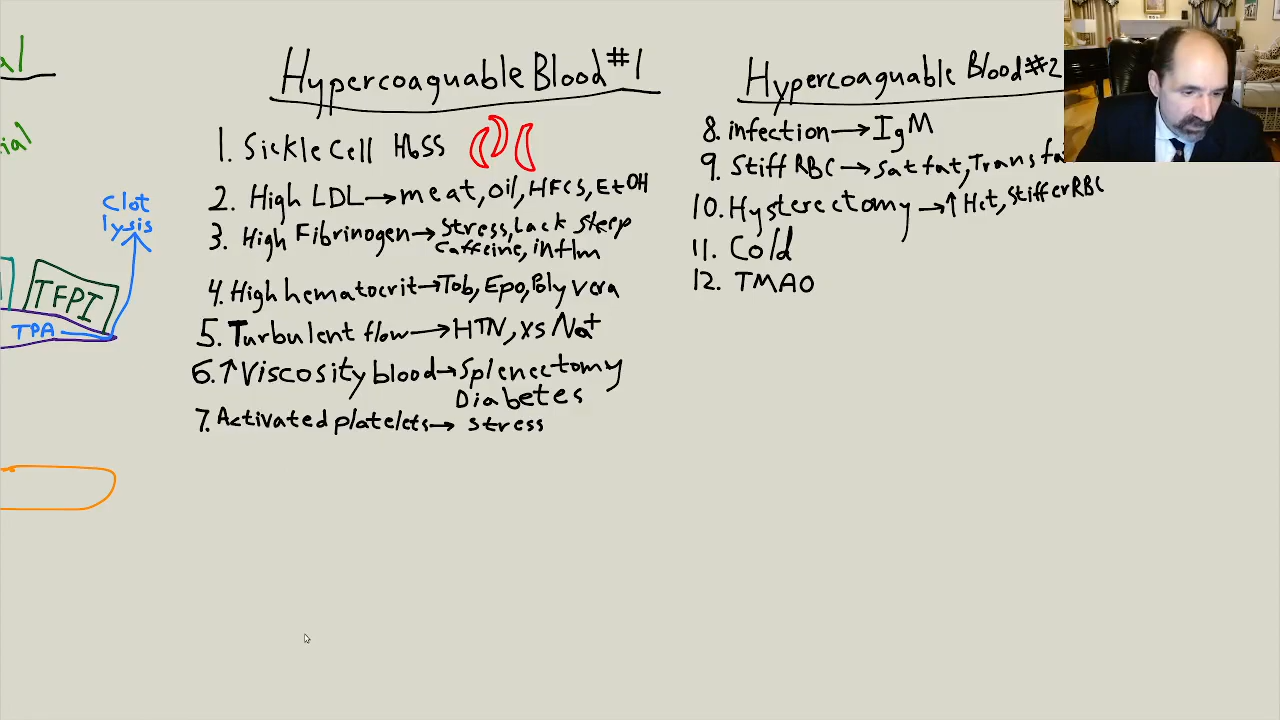 al
ial
Clot
lysis
TFPI
TPA
Hypercoaguable Blood #1
1. Sickle Cell HbSS
2. High LDL → meat, oil, HFCS, EtOH
3. High Fibrinogen → Stress, Lack sleep
Caffeine, inflm
4. High hematocrit → Tob, Epo, Poly vera
5. Turbulent flow → HTN, xs Na+
6. ↑ Viscosity blood → Splenectomy
Diabetes
7. Activated platelets → stress
Hypercoaguable Blood #2
8. infection → IgM
9. Stiff RBC → Sat fat, Trans fa
10. Hysterectomy → ↑ Hct, Stiffer RBC
11. Cold
12. TMAO